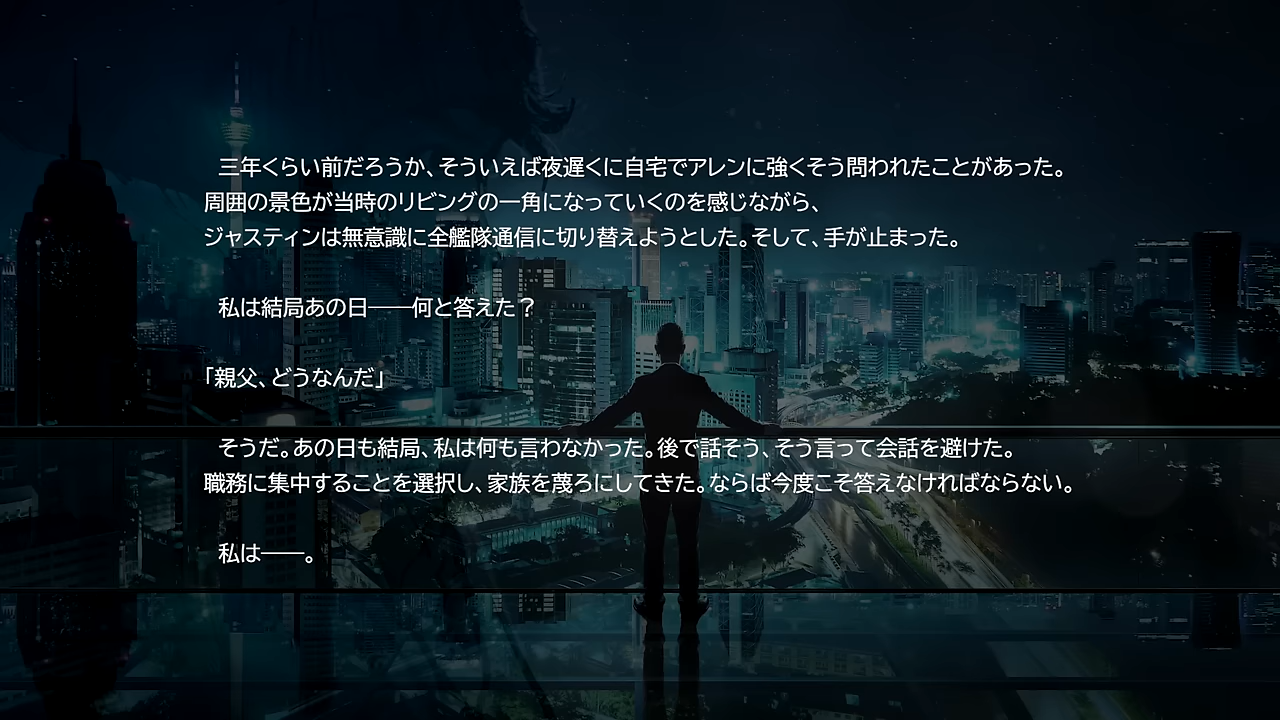 三年くらい前だろうか、そういえば夜遅くに自宅でアレンに強くそう問われたことがあった。
周囲の景色が当時のリビングの一角になっていくのを感じながら、
ジャスティンは無意識に全艦隊通信に切り替えようとした。そして、手が止まった。
私は結局あの日――何と答えた？
「親父、どうなんだ」
そうだ。あの日も結局、私は何も言わなかった。後で話そう、そう言って会話を避けた。
職務に集中することを選択し、家族を蔑ろにしてきた。ならば今度こそ答えなければならない。
私は――。